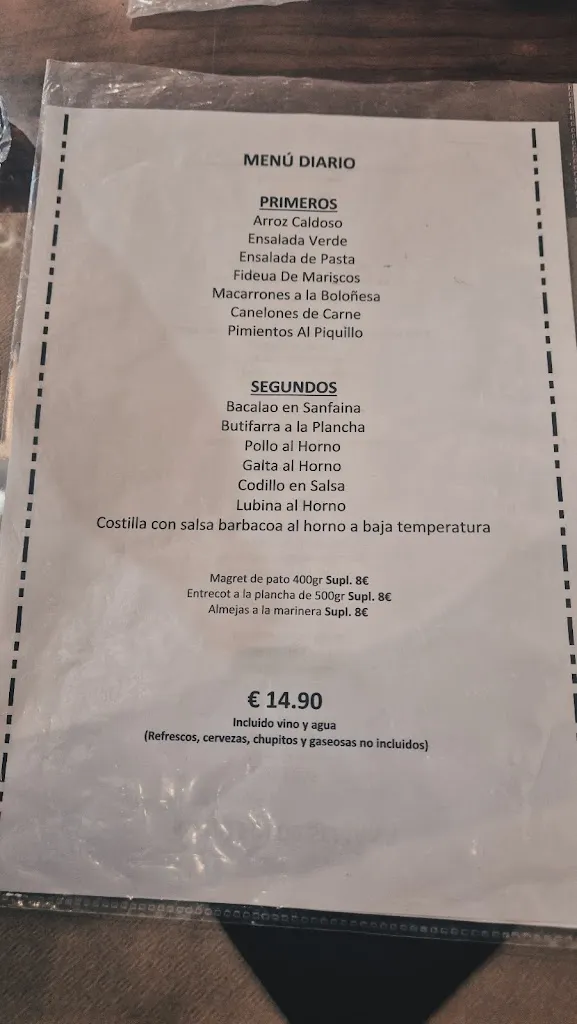 MENÚ DIARIO
PRIMEROS
Arroz Caldoso
Ensalada Verde
Ensalada de Pasta
Fideua De Mariscos
Macarrones a la Boloñesa
Canelones de Carne
Pimientos Al Piquillo
SEGUNDOS
Bacalao en Sanfaina
Butifarra a la Plancha
Pollo al Horno
Galta al Horno
Codillo en Salsa
Lubina al Horno
Costilla con salsa barbacoa al horno a baja temperatura
Magret de pato 400gr Supl. 8€
Entrecot a la plancha de 500gr Supl. 8€
Almejas a la marinera Supl. 8€
€ 14.90
Incluido vino y agua
(Refrescos, cervezas, chupitos y gaseosas no incluidos)